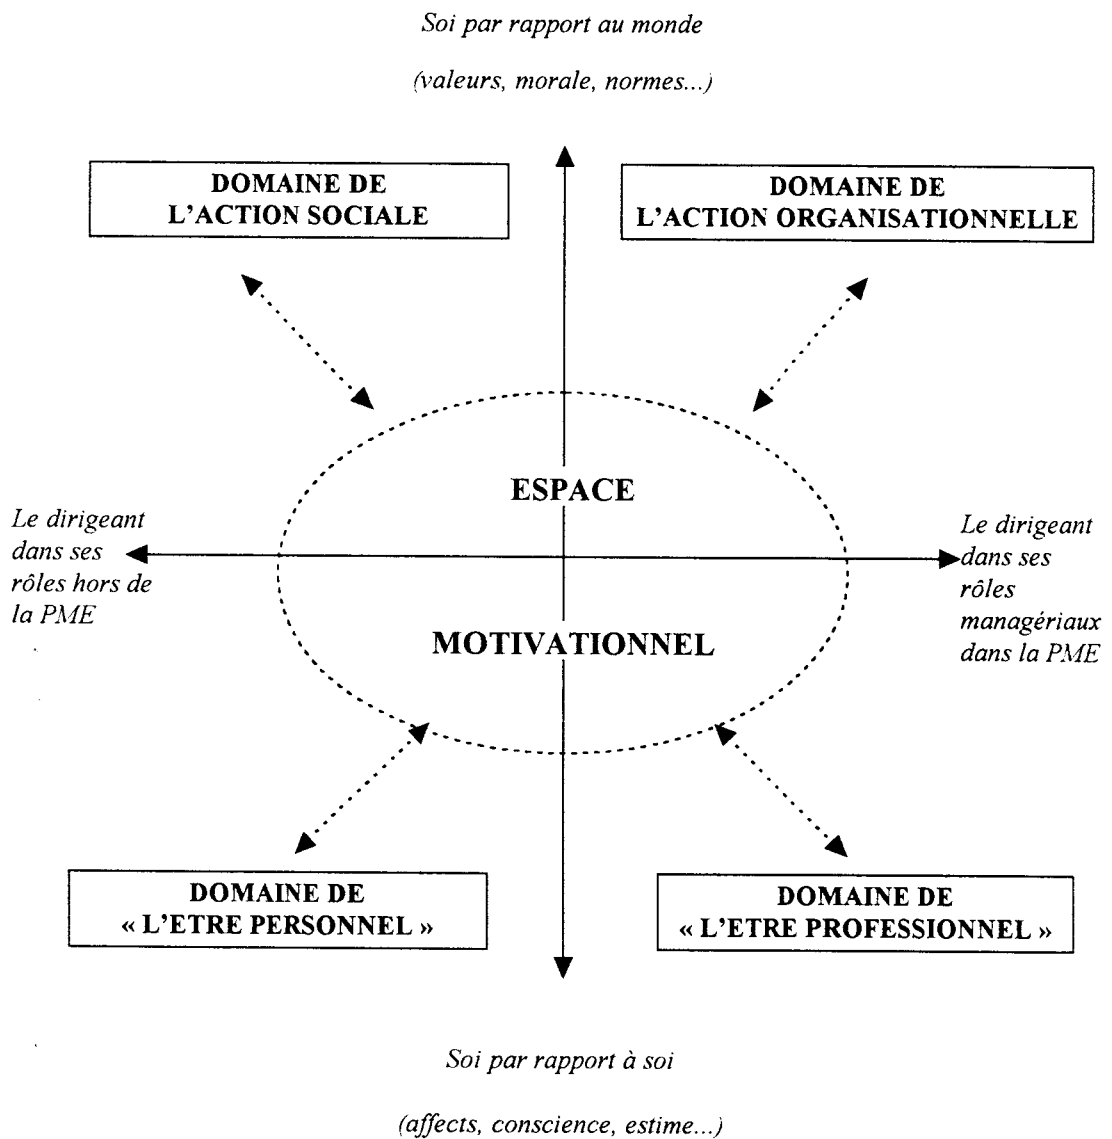 Soi par rapport au monde
(valeurs, morale, normes...)
DOMAINE DE
L'ACTION SOCIALE
DOMAINE DE
L'ACTION ORGANISATIONNELLE
ESPACE
Le dirigeant
dans ses
rôles hors de
la PME
Le dirigeant
dans ses
rôles
managériaux
dans la PME
MOTIVATIONNEL
DOMAINE DE
« L'ETRE PERSONNEL »
DOMAINE DE
« L'ETRE PROFESSIONNEL »
Soi par rapport à soi
(affects, conscience, estime...)